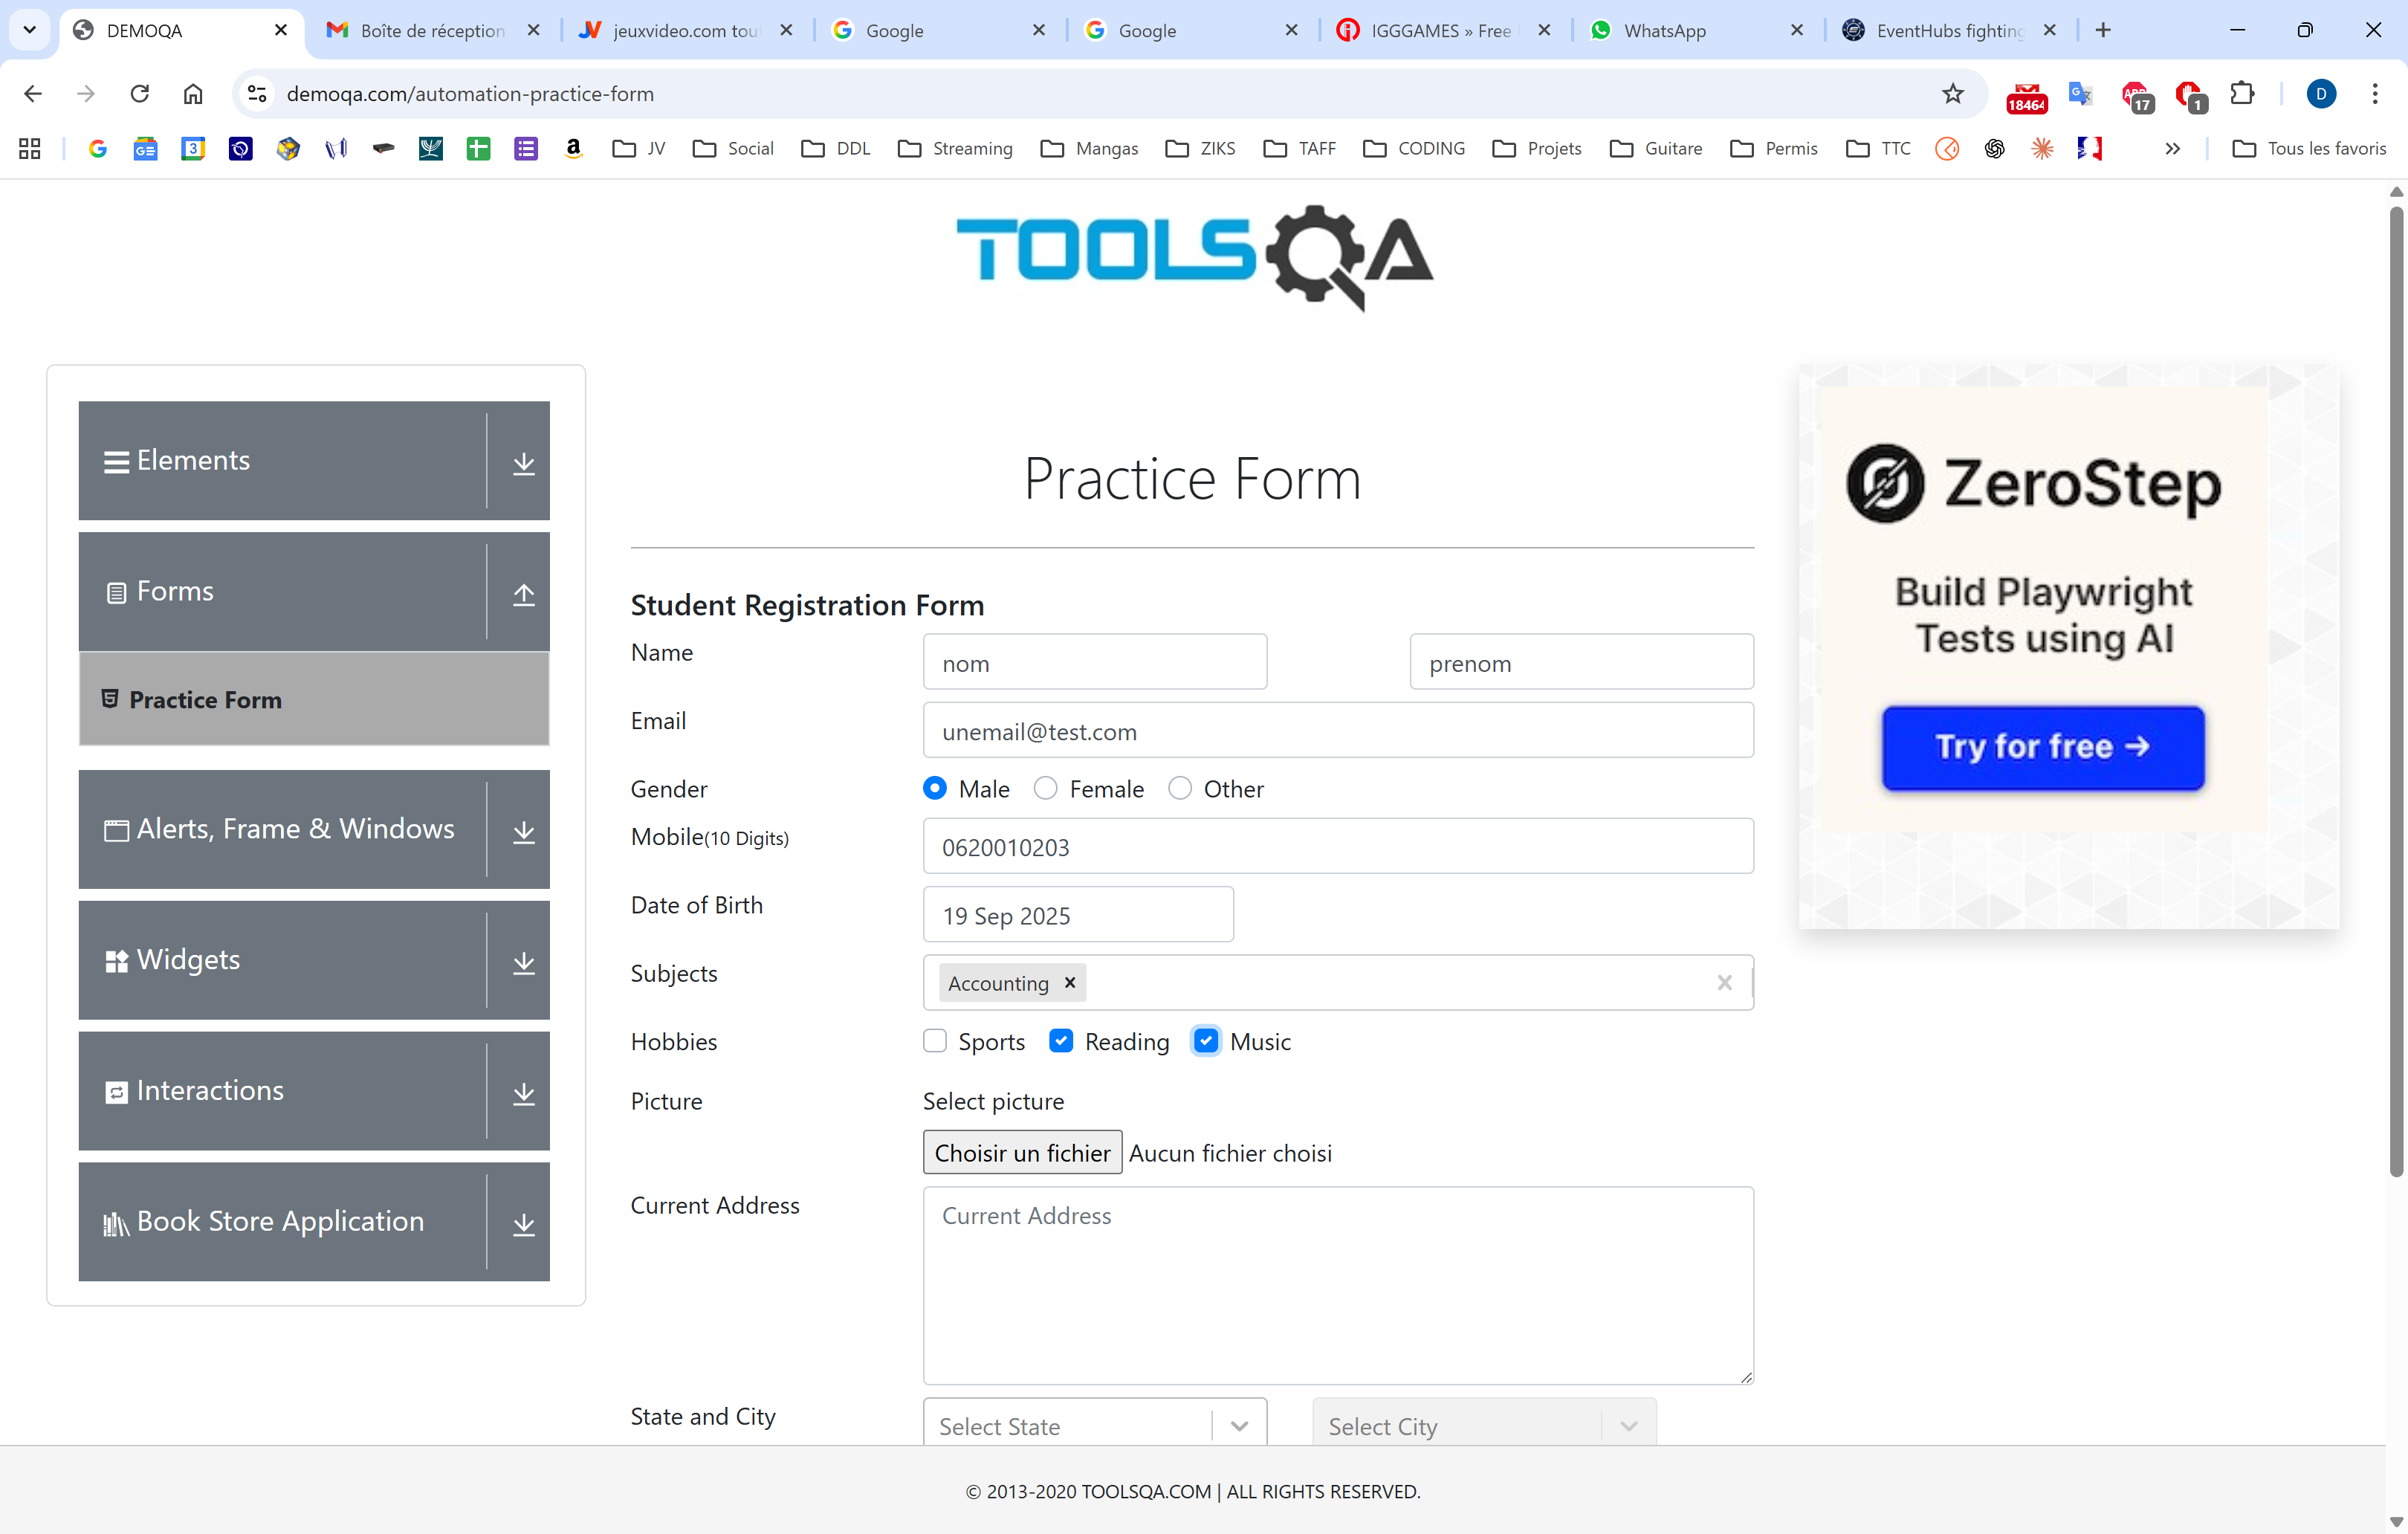 DEMOQA
Boîte de réception
jeuxvideo.com tou
Google
Google
IGGGAMES » Free
WhatsApp
EventHubs fighting
demoqa.com/automation-practice-form
18464
17
1
D
JV
Social
DDL
Streaming
Mangas
ZIKS
TAFF
CODING
Projets
Guitare
Permis
TTC
Tous les favoris
TOOLSQA
Elements
Forms
Practice Form
Alerts, Frame & Windows
Widgets
Interactions
Book Store Application
Practice Form
Student Registration Form
Name
nom
prenom
Email
unemail@test.com
Gender
Male
Female
Other
Mobile(10 Digits)
0620010203
Date of Birth
19 Sep 2025
Subjects
Accounting
Hobbies
Sports
Reading
Music
Picture
Select picture
Choisir un fichier
Aucun fichier choisi
Current Address
Current Address
State and City
Select State
Select City
ZeroStep
Build Playwright
Tests using AI
Try for free →
© 2013-2020 TOOLSQA.COM | ALL RIGHTS RESERVED.